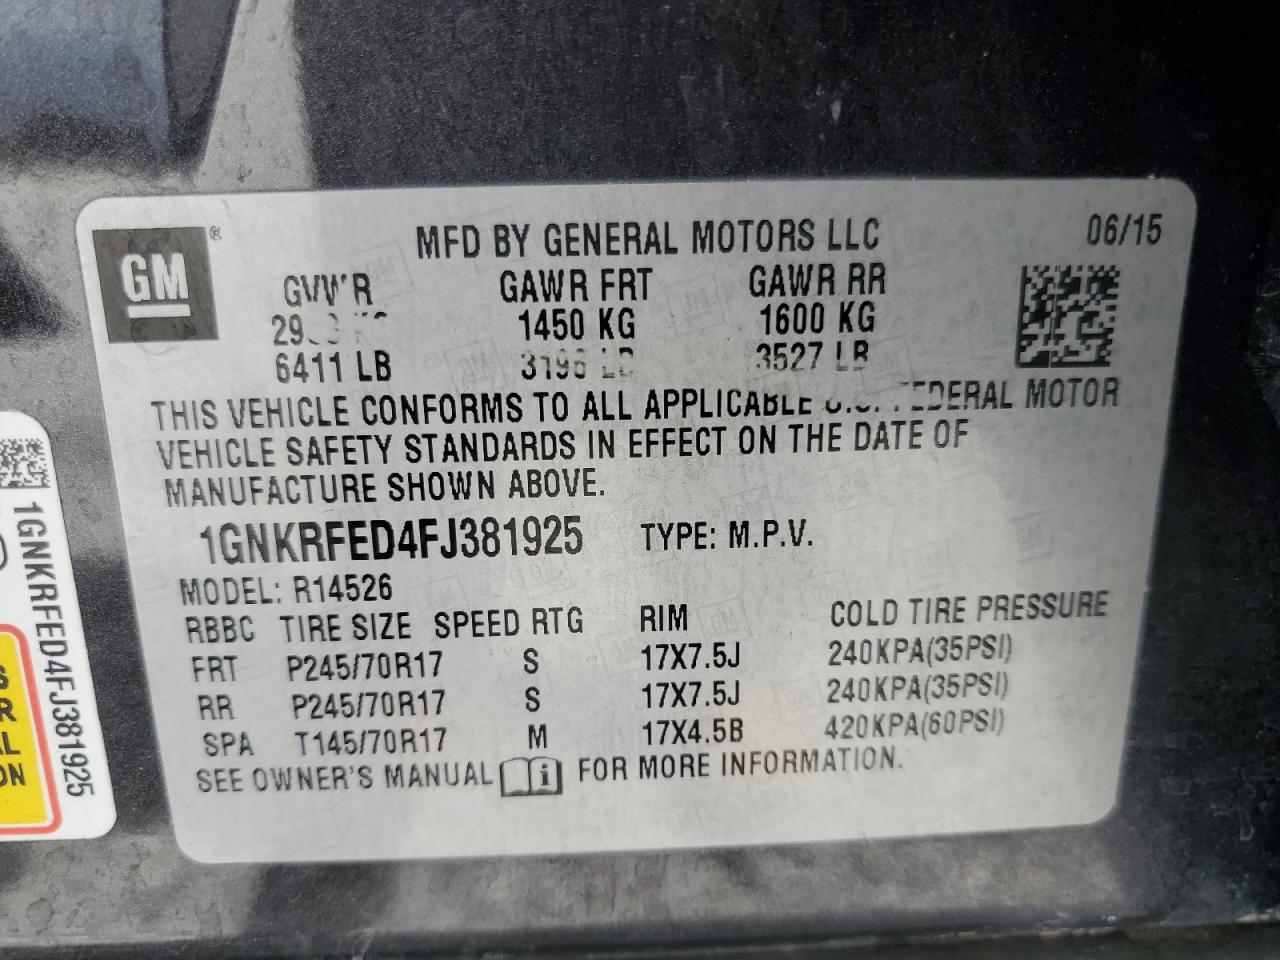 GM ®
MFD BY GENERAL MOTORS LLC 06/15
GVWR GAWR FRT GAWR RR
1450 KG 1600 KG
6411 LB 3196 LB 3527 LB
THIS VEHICLE CONFORMS TO ALL APPLICABLE U.S. FEDERAL MOTOR
VEHICLE SAFETY STANDARDS IN EFFECT ON THE DATE OF
MANUFACTURE SHOWN ABOVE.
1GNKRFED4FJ381925 TYPE: M.P.V.
MODEL: R14526
RBBC TIRE SIZE SPEED RTG RIM COLD TIRE PRESSURE
FRT P245/70R17 S 17X7.5J 240KPA(35PSI)
RR P245/70R17 S 17X7.5J 240KPA(35PSI)
SPA T145/70R17 M 17X4.5B 420KPA(60PSI)
SEE OWNER'S MANUAL i FOR MORE INFORMATION.
1GNKRFED4FJ381925